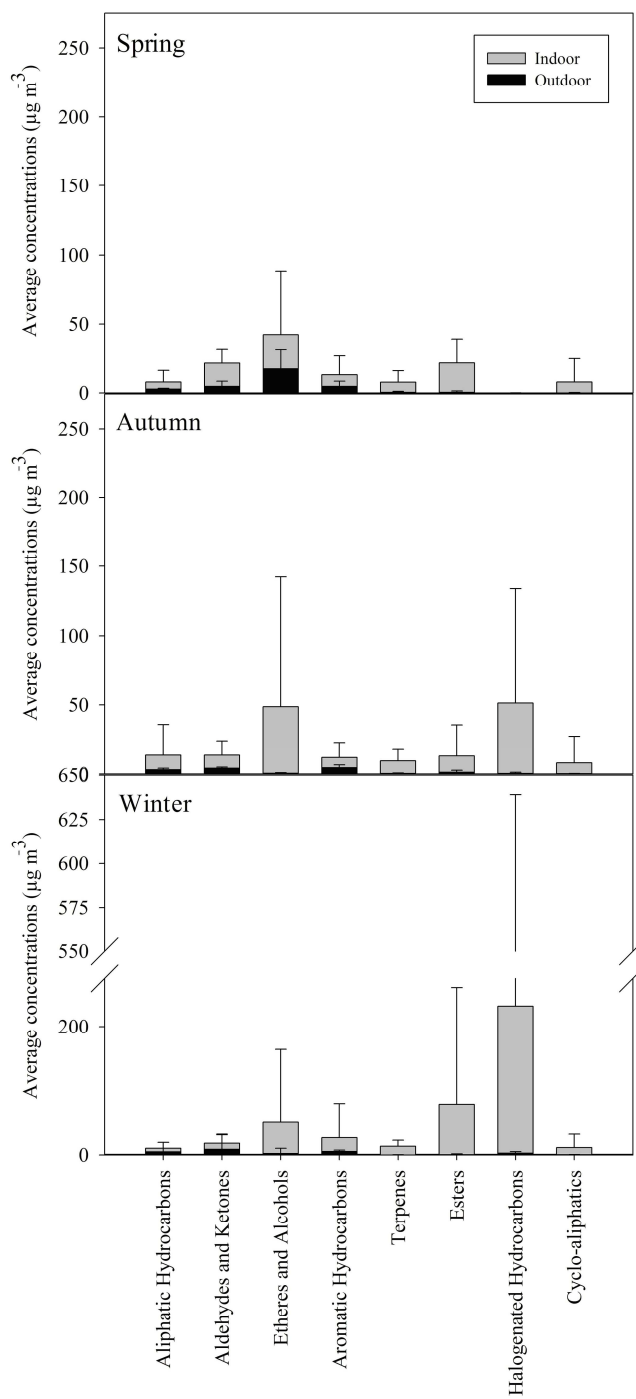 Spring
Indoor
Outdoor
Average concentrations (µg m-3)
250
200
150
100
50
0
Autumn
Average concentrations (µg m-3)
250
200
150
100
50
650
Winter
Average concentrations (µg m-3)
625
600
575
550
200
0
Aliphatic Hydrocarbons
Aldehydes and Ketones
Etheres and Alcohols
Aromatic Hydrocarbons
Terpenes
Esters
Halogenated Hydrocarbons
Cyclo-aliphatics